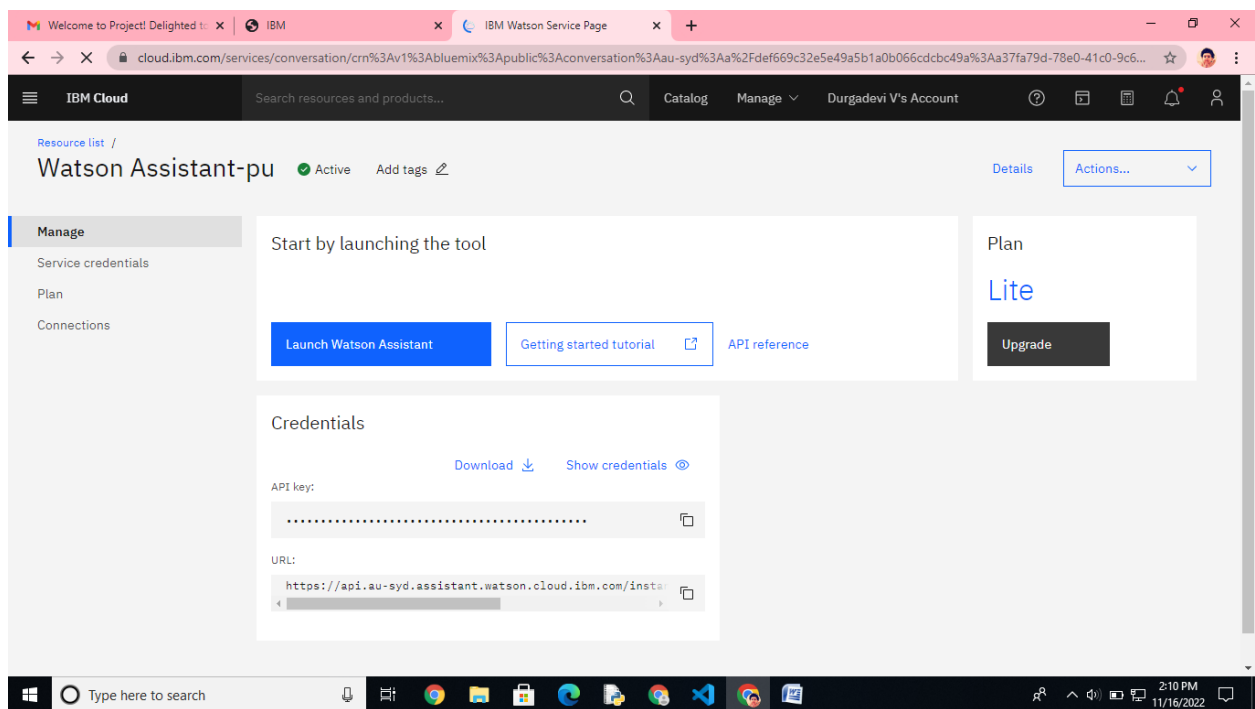 Welcome to Project! Delighted to
IBM
IBM Watson Service Page
cloud.ibm.com/services/conversation/crn%3Av1%3Abluemix%3Apublic%3Aconversation%3Aau-syd%3Aa%2Fdef669c32e5e49a5b1a0b066cdcbc49a%3Aa37fa79d-78e0-41c0-9c6...
IBM Cloud
Search resources and products...
Catalog
Manage
Durgadevi V's Account
Resource list /
Watson Assistant-pu
Active
Add tags
Details
Actions...
Manage
Service credentials
Plan
Connections
Start by launching the tool
Launch Watson Assistant
Getting started tutorial
API reference
Plan
Lite
Upgrade
Credentials
Download
Show credentials
API key:
............................................
URL:
https://api.au-syd.assistant.watson.cloud.ibm.com/insta
Type here to search
2:10 PM
11/16/2022